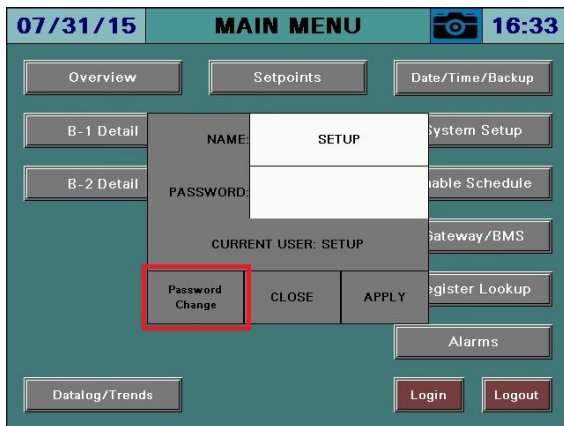 07/31/15 MAIN MENU 16:33
Overview Setpoints Date/Time/Backup
B-1 Detail NAME: SETUP System Setup
B-2 Detail PASSWORD: nable Schedule
CURRENT USER: SETUP Gateway/BMS
Password
Change CLOSE APPLY egister Lookup
Alarms
Datalog/Trends Login Logout